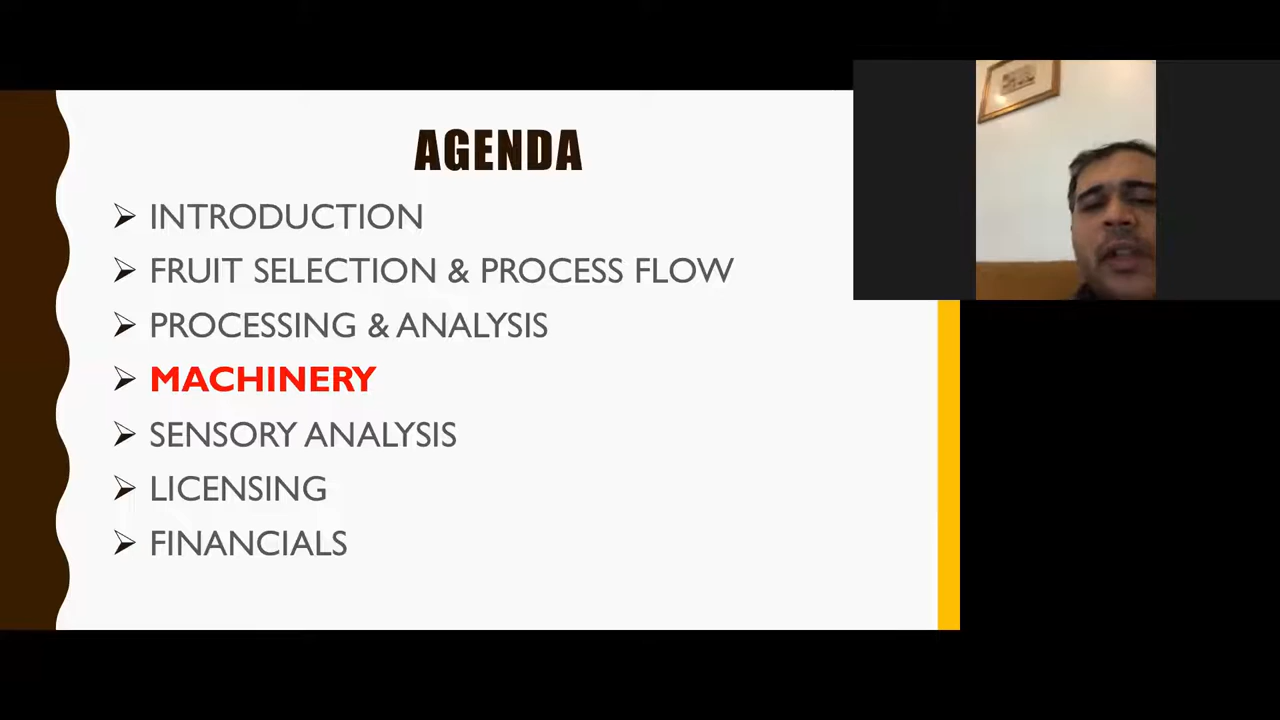 AGENDA
INTRODUCTION
FRUIT SELECTION & PROCESS FLOW
PROCESSING & ANALYSIS
MACHINERY
SENSORY ANALYSIS
LICENSING
FINANCIALS